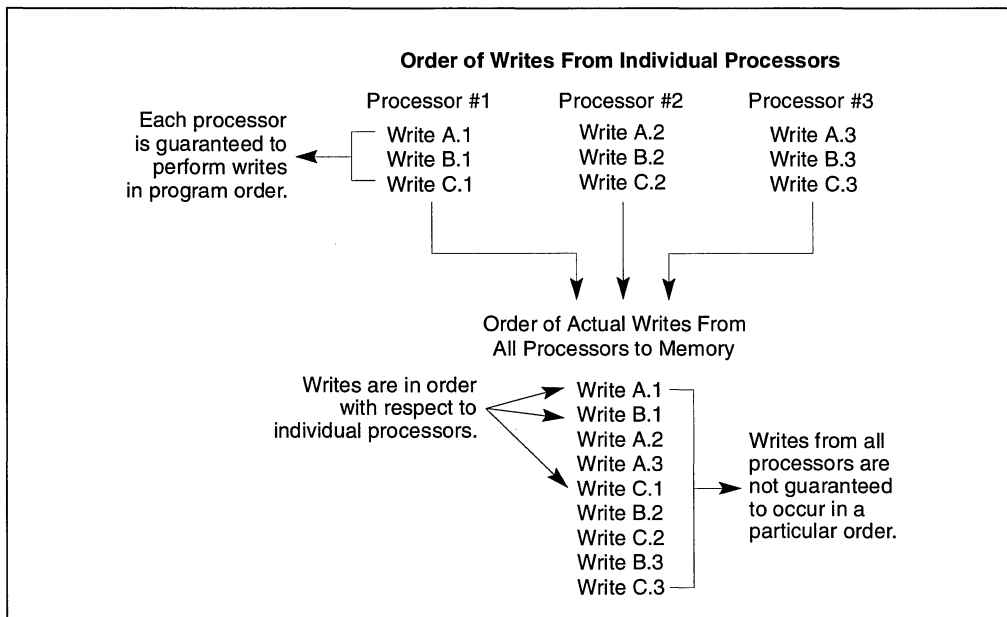 Order of Writes From Individual Processors
Processor #1
Processor #2
Processor #3
Each processor
is guaranteed to
perform writes
in program order.
Write A.1
Write B.1
Write C.1
Write A.2
Write B.2
Write C.2
Write A.3
Write B.3
Write C.3
Order of Actual Writes From
All Processors to Memory
Writes are in order
with respect to
individual processors.
Write A.1
Write B.1
Write A.2
Write A.3
Write C.1
Write B.2
Write C.2
Write B.3
Write C.3
Writes from all
processors are
not guaranteed
to occur in a
particular order.